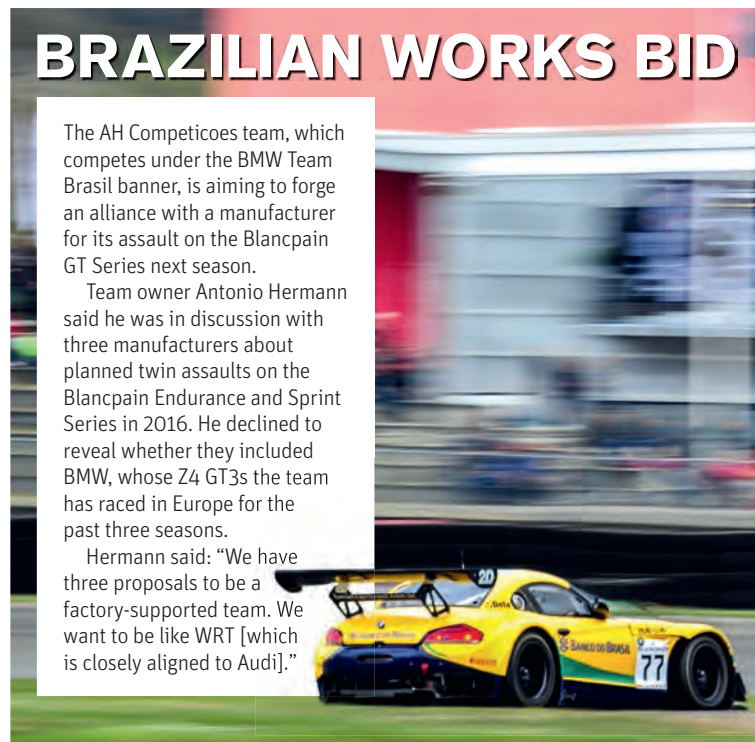 BRAZILIAN WORKS BID
The AH Competicoes team, which
competes under the BMW Team
Brasil banner, is aiming to forge
an alliance with a manufacturer
for its assault on the Blancpain
GT Series next season.
Team owner Antonio Hermann
said he was in discussion with
three manufacturers about
planned twin assaults on the
Blancpain Endurance and Sprint
Series in 2016. He declined to
reveal whether they included
BMW, whose Z4 GT3s the team
has raced in Europe for the
past three seasons.
Hermann said: “We have
three proposals to be a
factory-supported team. We
want to be like WRT [which
is closely aligned to Audi].”
20
BANCO DO BRASIL
77